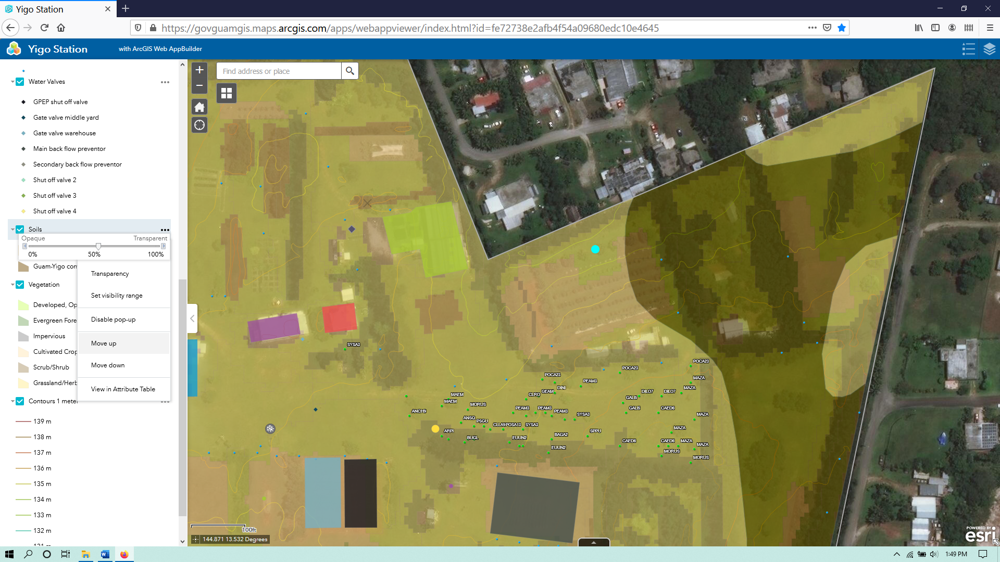 Yigo Station
https://govguamgis.maps.arcgis.com/apps/webappviewer/index.html?id=fe72738e2afb4f54a09680edc10e4645
Yigo Station with ArcGIS Web AppBuilder
Find address or place
Water Valves
GPEP shut off valve
Gate valve middle yard
Gate valve warehouse
Main back flow preventor
Secondary back flow preventor
Shut off valve 2
Shut off valve 3
Shut off valve 4
Soils
Opaque Transparent
0% 50% 100%
Guam-Yigo com
Transparency
Set visibility range
Disable pop-up
Move up
Move down
View in Attribute Table
Vegetation
Developed, Op
Evergreen Fore
Impervious
Cultivated Crop
Scrub/Shrub
Grassland/Herb
Contours 1 meter
139 m
138 m
137 m
136 m
135 m
134 m
133 m
132 m
SYSA3
POCA23
POCA23
POCA23
PEAM3
MAZA
DINI
MAZA
GEAM
DILO7
DILO7
CLRO
MAEM
GALI5
MAEM
MORUS
PEAM3
PEAM3
GALI5
CAED6
ANCH9
PEAM3
SYSA3
MAZA
ANSQ
PSGU
CLLA9
POSA13
SYSA3
MAZA
ARPI
SPPU
BAGA2
BUGL
EUUN2
CAED6
CAED6
MAZA
MAZA
EUUN2
MORUS
MORUS
100ft
144.871 13.532 Degrees
POWERED BY
esri
1:49 PM